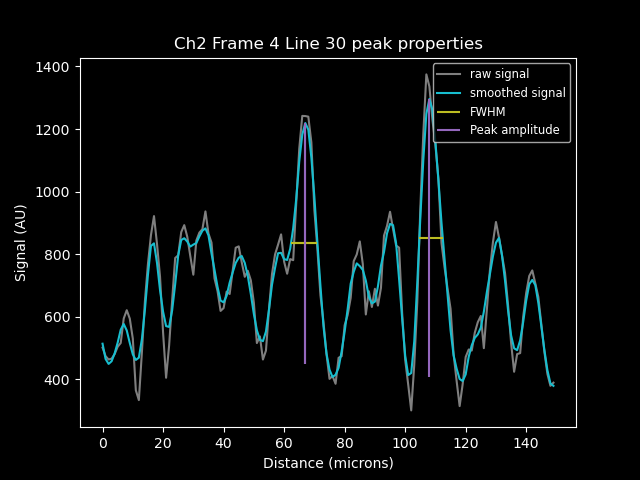 Ch2 Frame 4 Line 30 peak properties
raw signal
smoothed signal
FWHM
Peak amplitude
1400
1200
1000
800
600
400
Signal (AU)
0 20 40 60 80 100 120 140
Distance (microns)